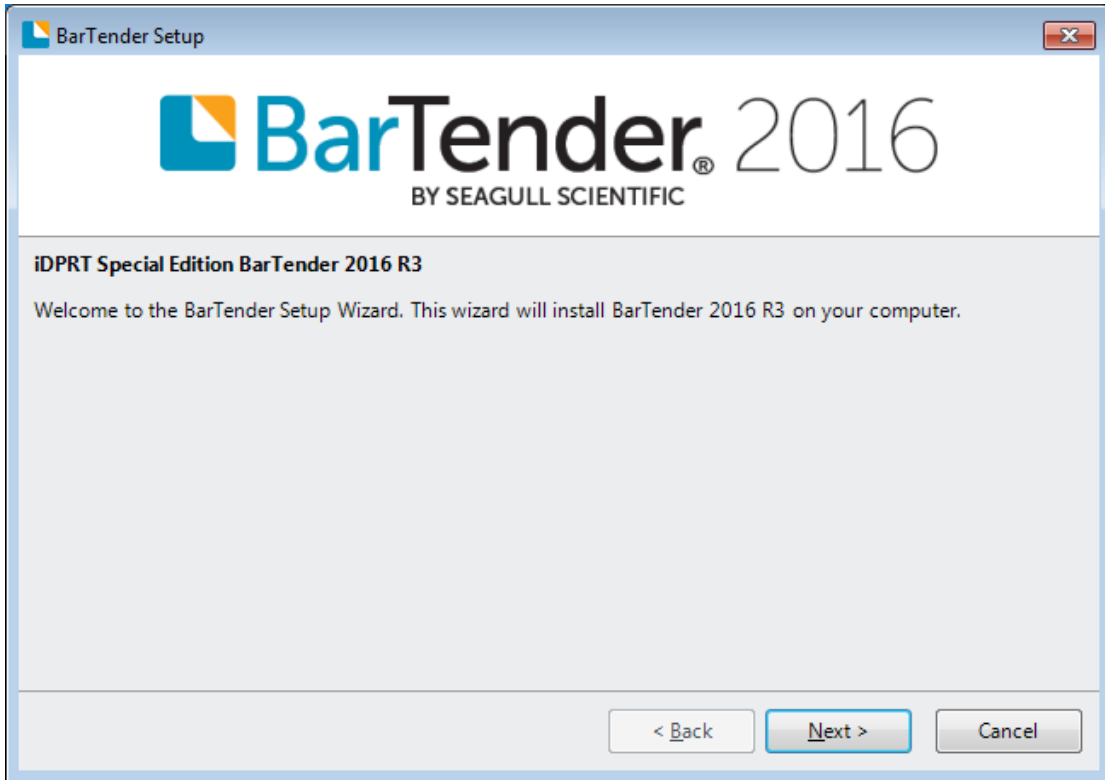 BarTender Setup
BarTender® 2016
BY SEAGULL SCIENTIFIC
iDPRT Special Edition BarTender 2016 R3
Welcome to the BarTender Setup Wizard. This wizard will install BarTender 2016 R3 on your computer.
< Back Next > Cancel